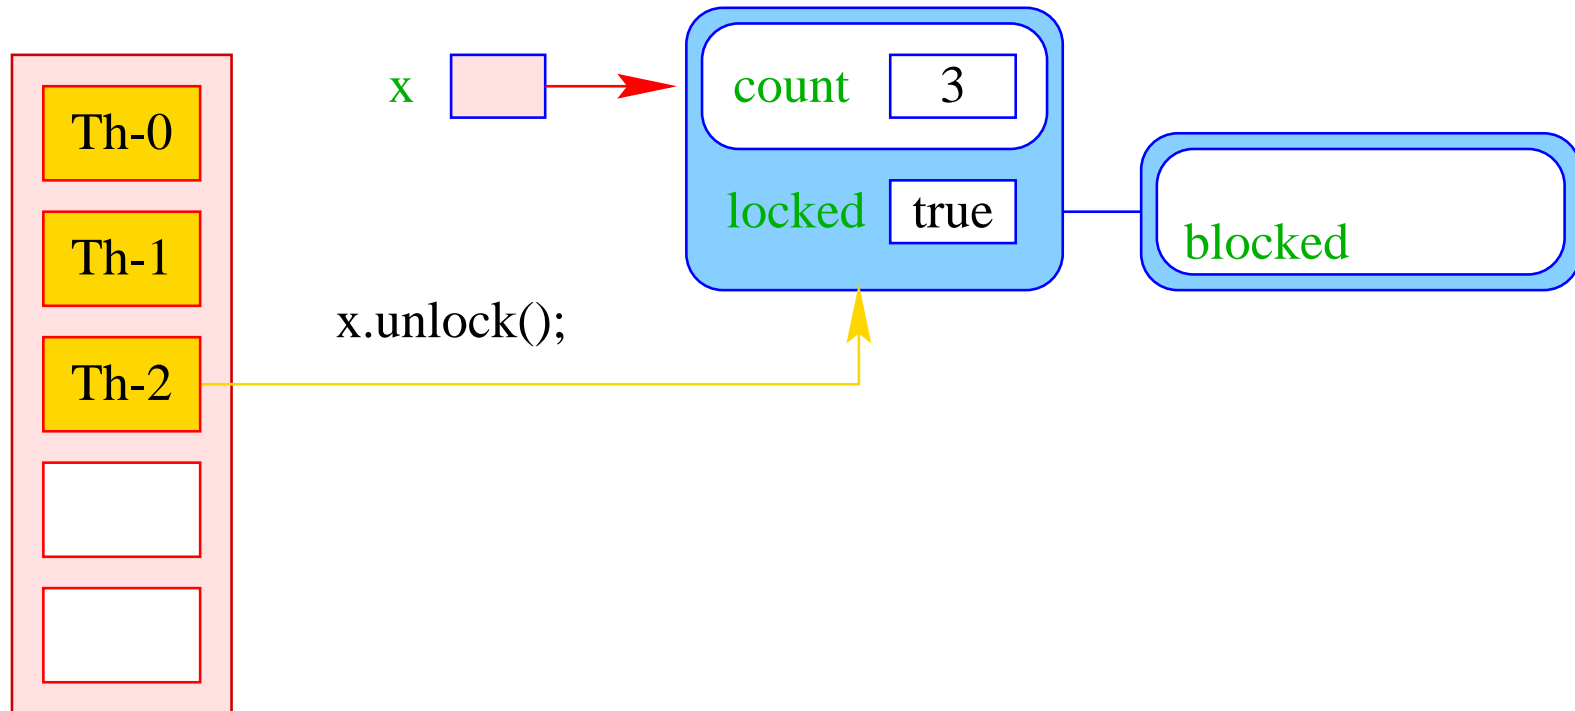 Th-0
Th-1
Th-2
x
count 3
locked true
blocked
x.unlock();